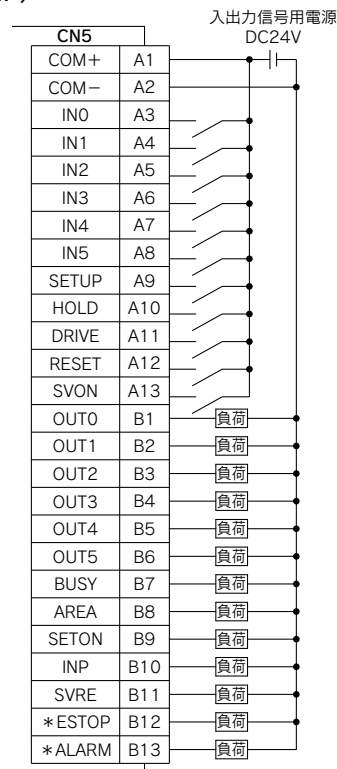 入出力信号用電源
DC24V
CN5
COM+ A1
COM− A2
IN0 A3
IN1 A4
IN2 A5
IN3 A6
IN4 A7
IN5 A8
SETUP A9
HOLD A10
DRIVE A11
RESET A12
SVON A13
OUT0 B1 負荷
OUT1 B2 負荷
OUT2 B3 負荷
OUT3 B4 負荷
OUT4 B5 負荷
OUT5 B6 負荷
BUSY B7 負荷
AREA B8 負荷
SETON B9 負荷
INP B10 負荷
SVRE B11 負荷
*ESTOP B12 負荷
*ALARM B13 負荷